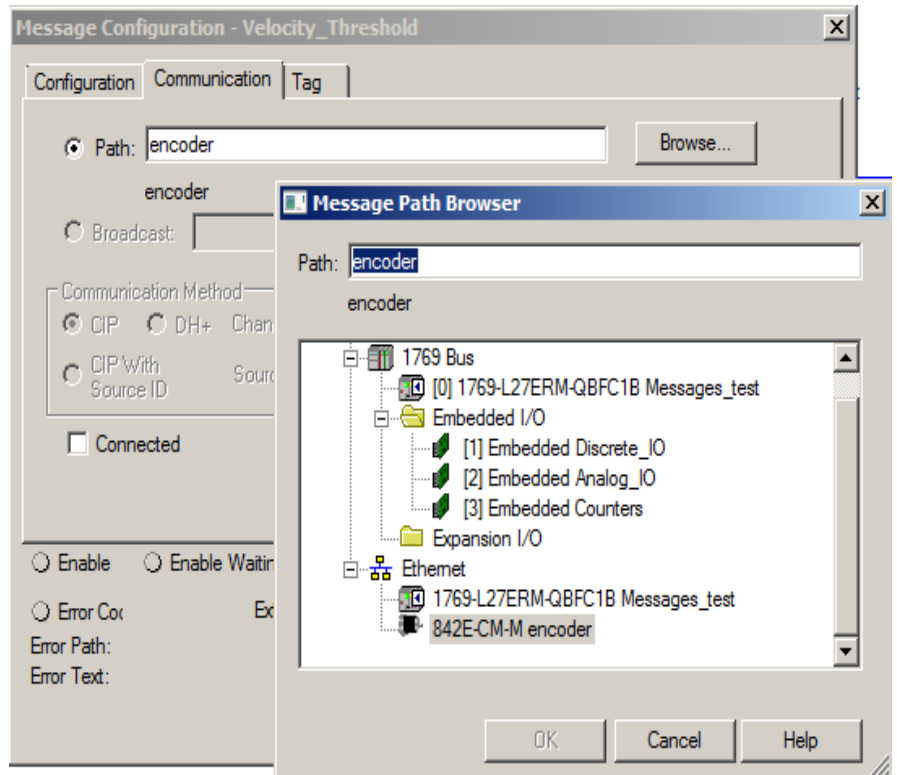 Message Configuration - Velocity_Threshold
Configuration Communication Tag
Path: encoder Browse...
encoder
Broadcast:
Communication Method
CIP DH+ Chan
CIP With
Source ID Sourc
Connected
Enable Enable Waitin
Error Coc Ex
Error Path:
Error Text:
Message Path Browser
Path: encoder
encoder
1769 Bus
[0] 1769-L27ERM-QBFC1B Messages_test
Embedded I/O
[1] Embedded Discrete_IO
[2] Embedded Analog_IO
[3] Embedded Counters
Expansion I/O
Ethernet
1769-L27ERM-QBFC1B Messages_test
842E-CM-M encoder
OK Cancel Help